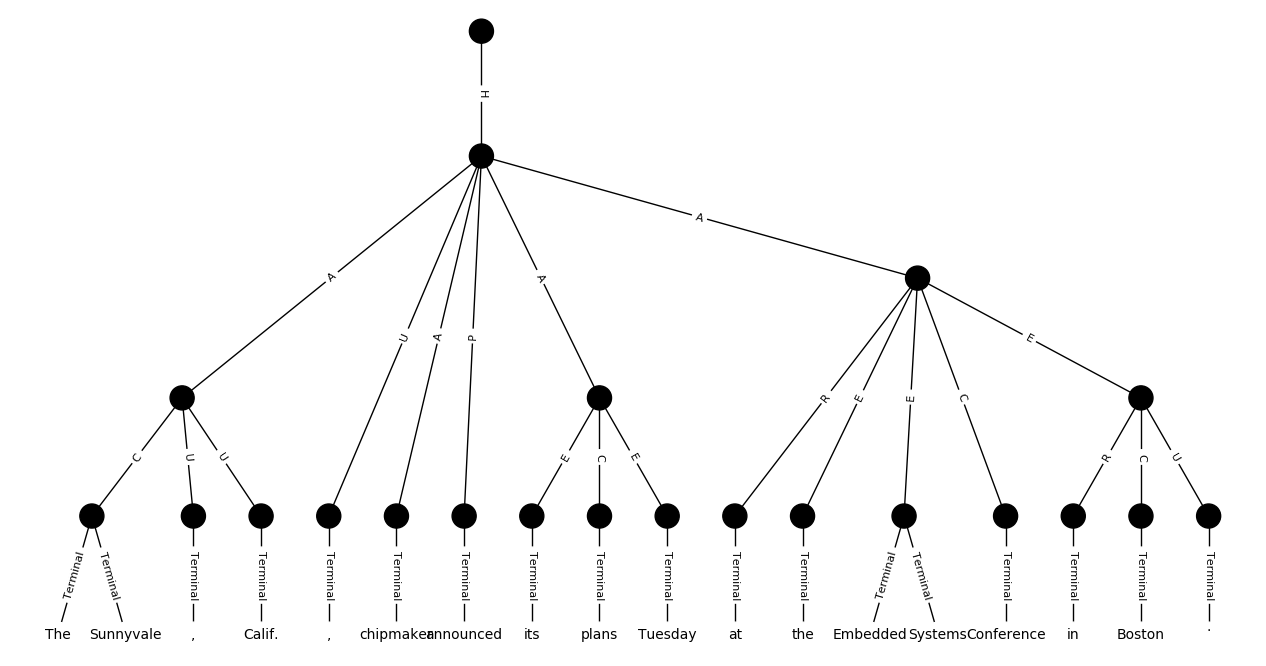 H
A
A
A
U
A
P
E
R
E
E
C
C
U
U
E
C
E
R
C
U
Terminal Terminal Terminal Terminal Terminal Terminal Terminal Terminal Terminal Terminal Terminal Terminal Terminal Terminal Terminal Terminal Terminal Terminal
The Sunnyvale , Calif. , chipmaker announced its plans Tuesday at the Embedded Systems Conference in Boston .